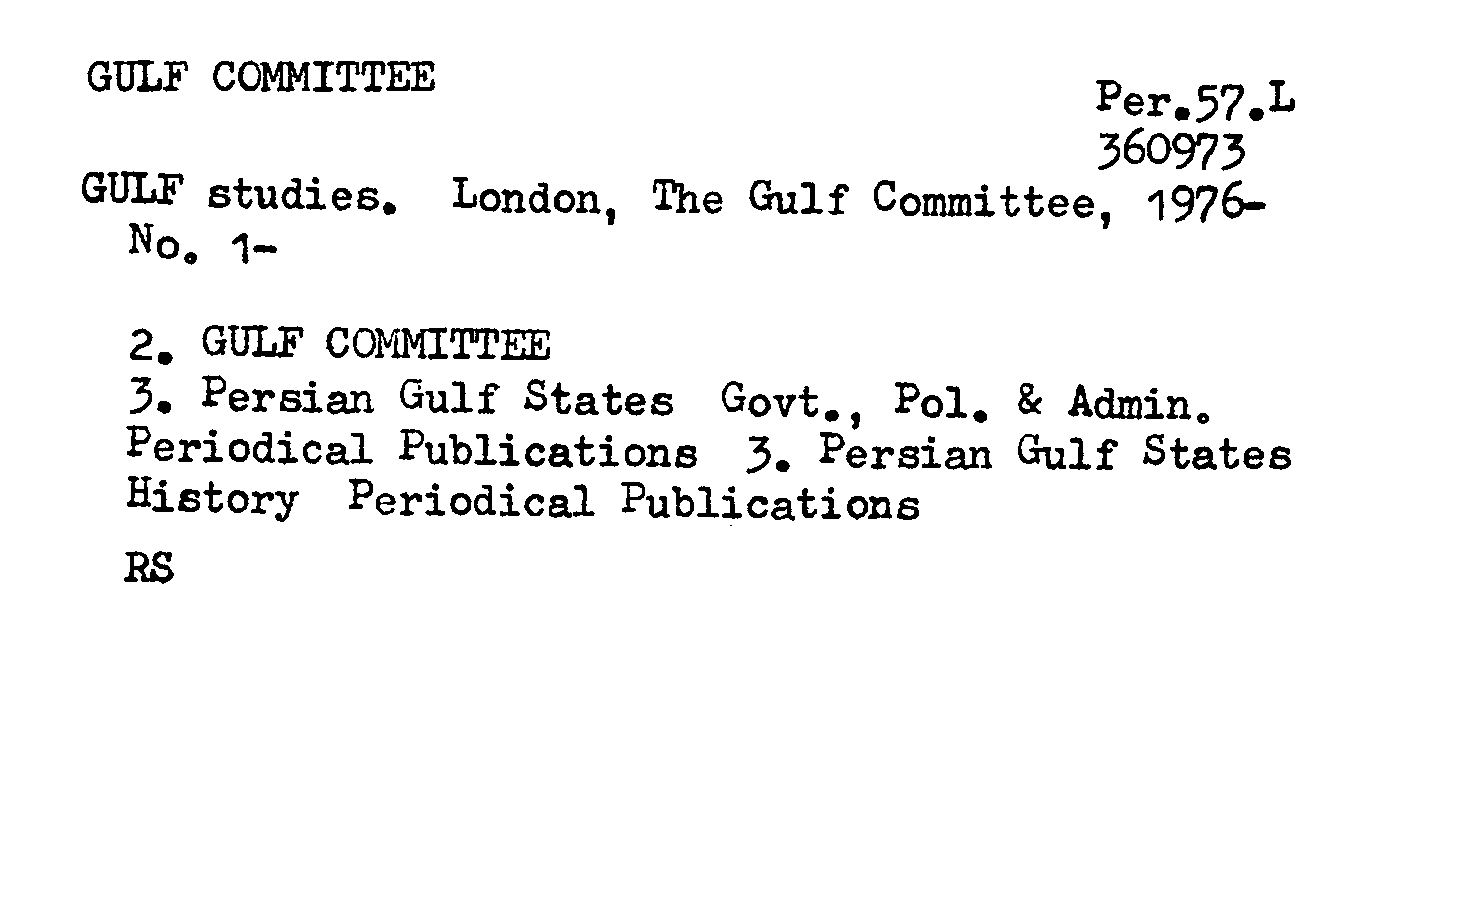 GULF COMMITTEE
Per.57.L
360973
GULF studies. London, The Gulf Committee, 1976-
No. 1-
2. GULF COMMITTEE
3. Persian Gulf States Govt., Pol. & Admin.
Periodical Publications 3. Persian Gulf States
History Periodical Publications
RS